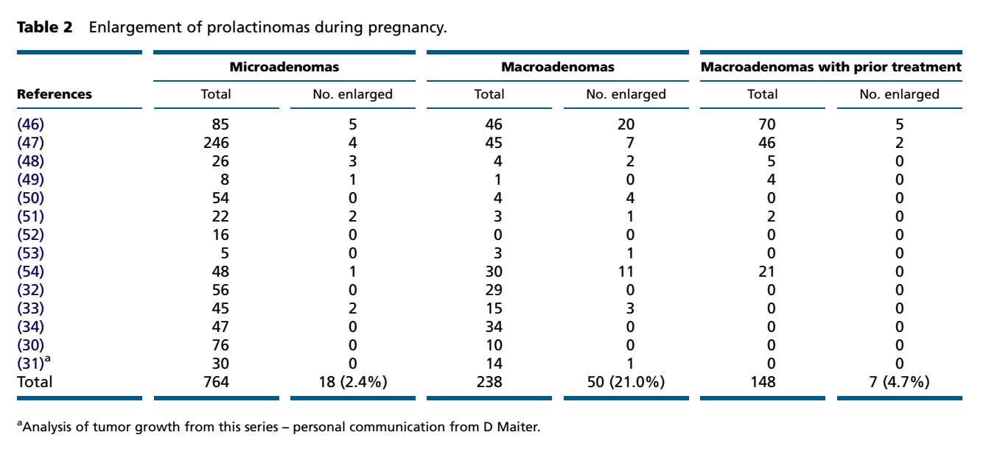 Table 2 Enlargement of prolactinomas during pregnancy.
Microadenomas Macroadenomas Macroadenomas with prior treatment
References Total No. enlarged Total No. enlarged Total No. enlarged
(46) 85 5 46 20 70 5
(47) 246 4 45 7 46 2
(48) 26 3 4 2 5 0
(49) 8 1 1 0 4 0
(50) 54 0 4 4 0 0
(51) 22 2 3 1 2 0
(52) 16 0 0 0 0 0
(53) 5 0 3 1 0 0
(54) 48 1 30 11 21 0
(32) 56 0 29 0 0 0
(33) 45 2 15 3 0 0
(34) 47 0 34 0 0 0
(30) 76 0 10 0 0 0
(31)a 30 0 14 1 0 0
Total 764 18 (2.4%) 238 50 (21.0%) 148 7 (4.7%)
aAnalysis of tumor growth from this series – personal communication from D Maiter.